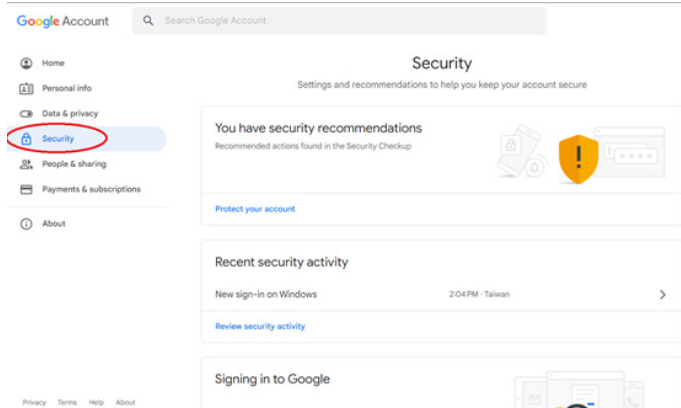 Google Account
Search Google Account
Home
Personal info
Data & privacy
Security
People & sharing
Payments & subscriptions
About
Privacy Terms Help About
Security
Settings and recommendations to help you keep your account secure
You have security recommendations
Recommended actions found in the Security Checkup
Protect your account
Recent security activity
New sign-in on Windows 2:04 PM · Taiwan
Review security activity
Signing in to Google